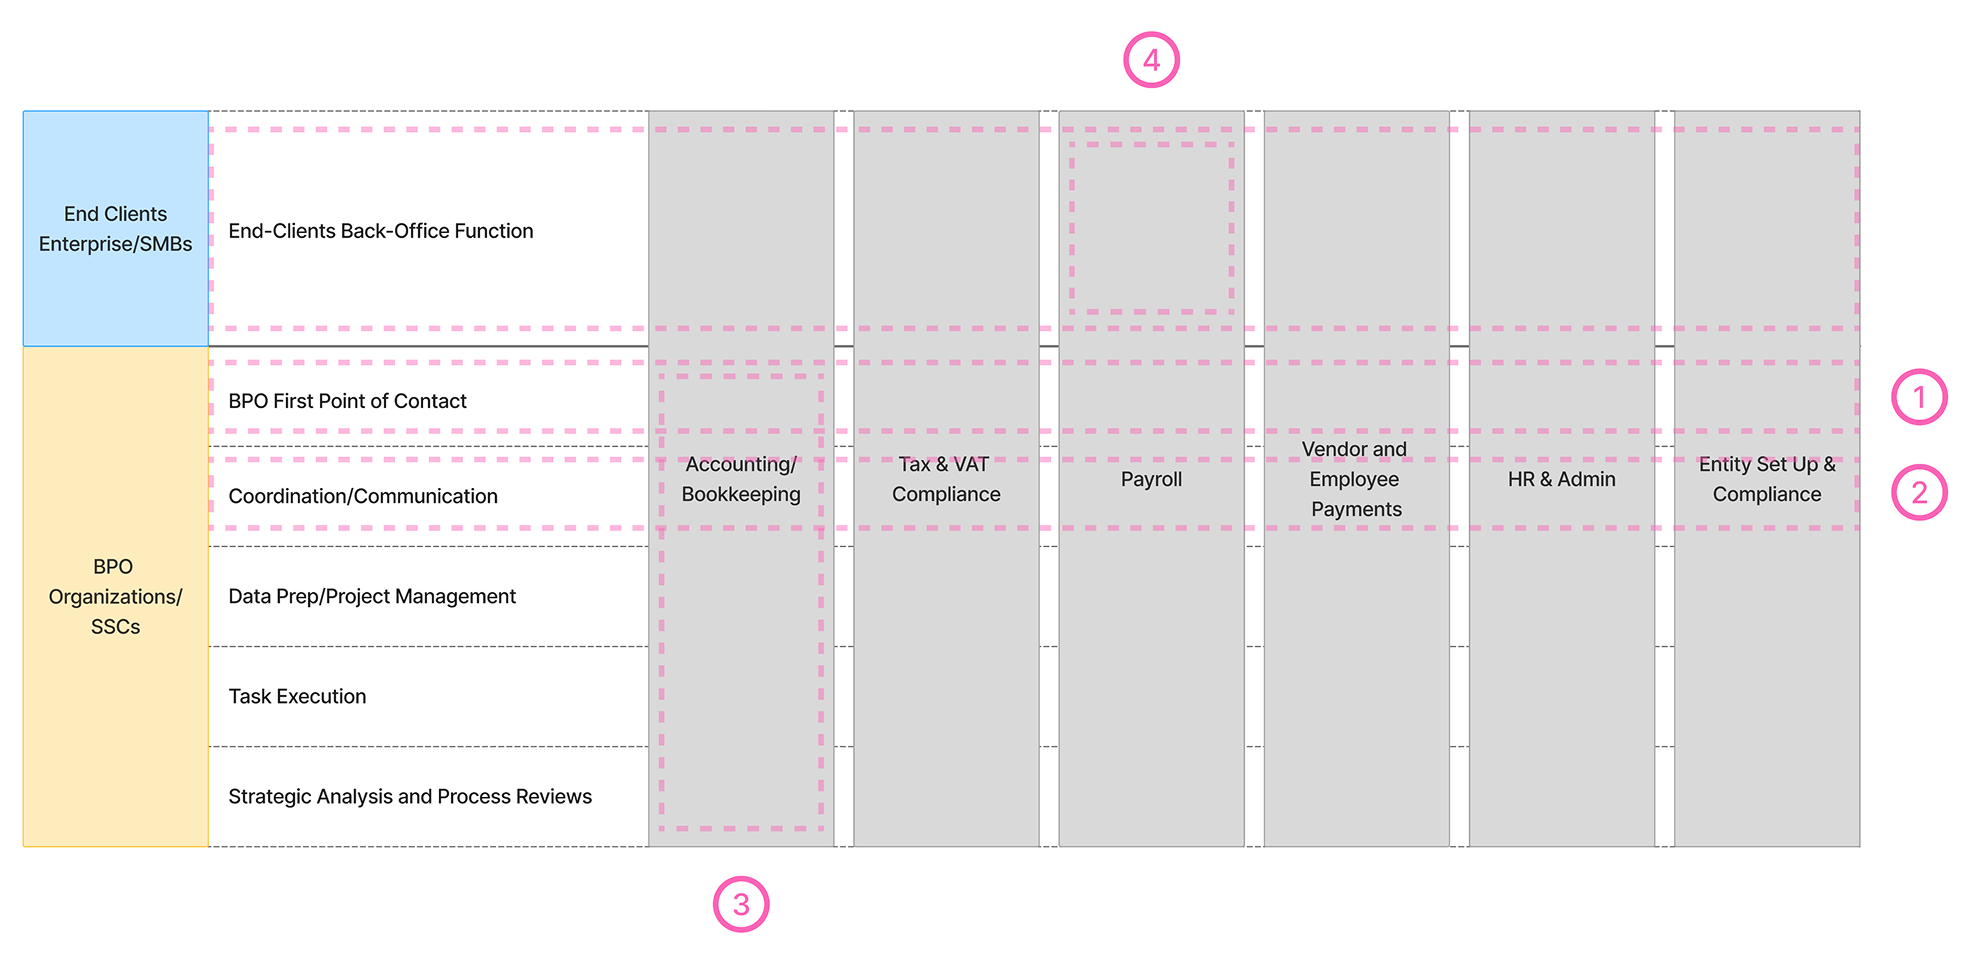 4
End Clients
Enterprise/SMBs
End-Clients Back-Office Function
BPO
Organizations/
SSCs
BPO First Point of Contact
Coordination/Communication
Data Prep/Project Management
Task Execution
Strategic Analysis and Process Reviews
Accounting/
Bookkeeping
Tax & VAT
Compliance
Payroll
Vendor and
Employee
Payments
HR & Admin
Entity Set Up &
Compliance
1
2
3